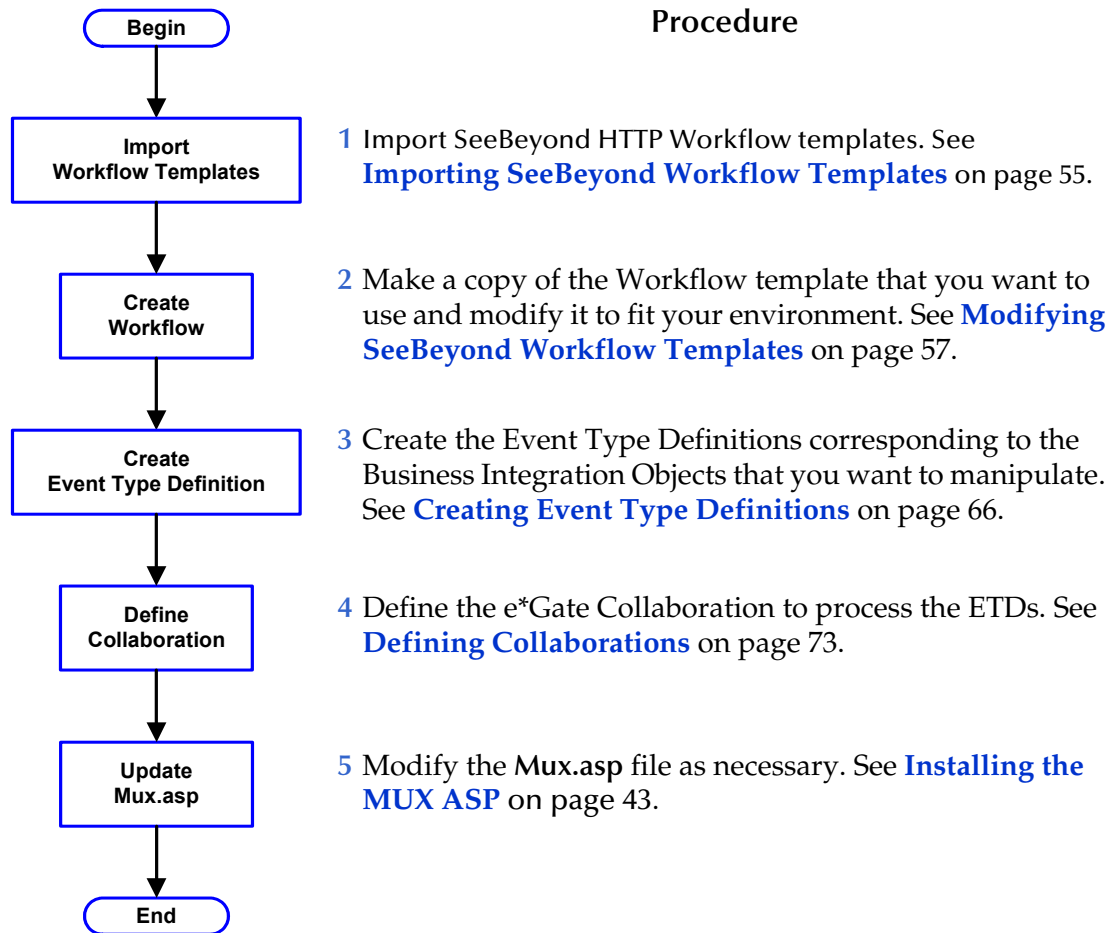 Procedure
Begin
Import
Workflow Templates
1 Import SeeBeyond HTTP Workflow templates. See
Importing SeeBeyond Workflow Templates on page 55.
Create
Workflow
2 Make a copy of the Workflow template that you want to
use and modify it to fit your environment. See Modifying
SeeBeyond Workflow Templates on page 57.
Create
Event Type Definition
3 Create the Event Type Definitions corresponding to the
Business Integration Objects that you want to manipulate.
See Creating Event Type Definitions on page 66.
Define
Collaboration
4 Define the e*Gate Collaboration to process the ETDs. See
Defining Collaborations on page 73.
Update
Mux.asp
5 Modify the Mux.asp file as necessary. See Installing the
MUX ASP on page 43.
End